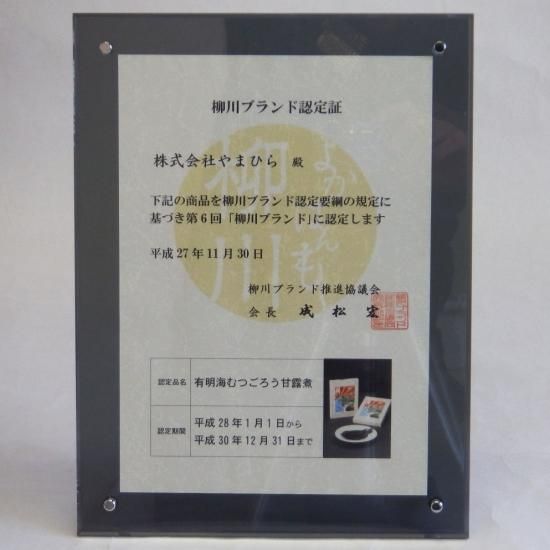 柳川ブランド認定証
株式会社やまひら 殿
下記の商品を柳川ブランド認定要綱の規定に
基づき第6回「柳川ブランド」に認定します
平成27年11月30日
柳川ブランド推進協議会
会長 成松宏
認定品名 有明海むつごろう甘露煮
認定期間 平成28年1月1日から
平成30年12月31日まで
柳川